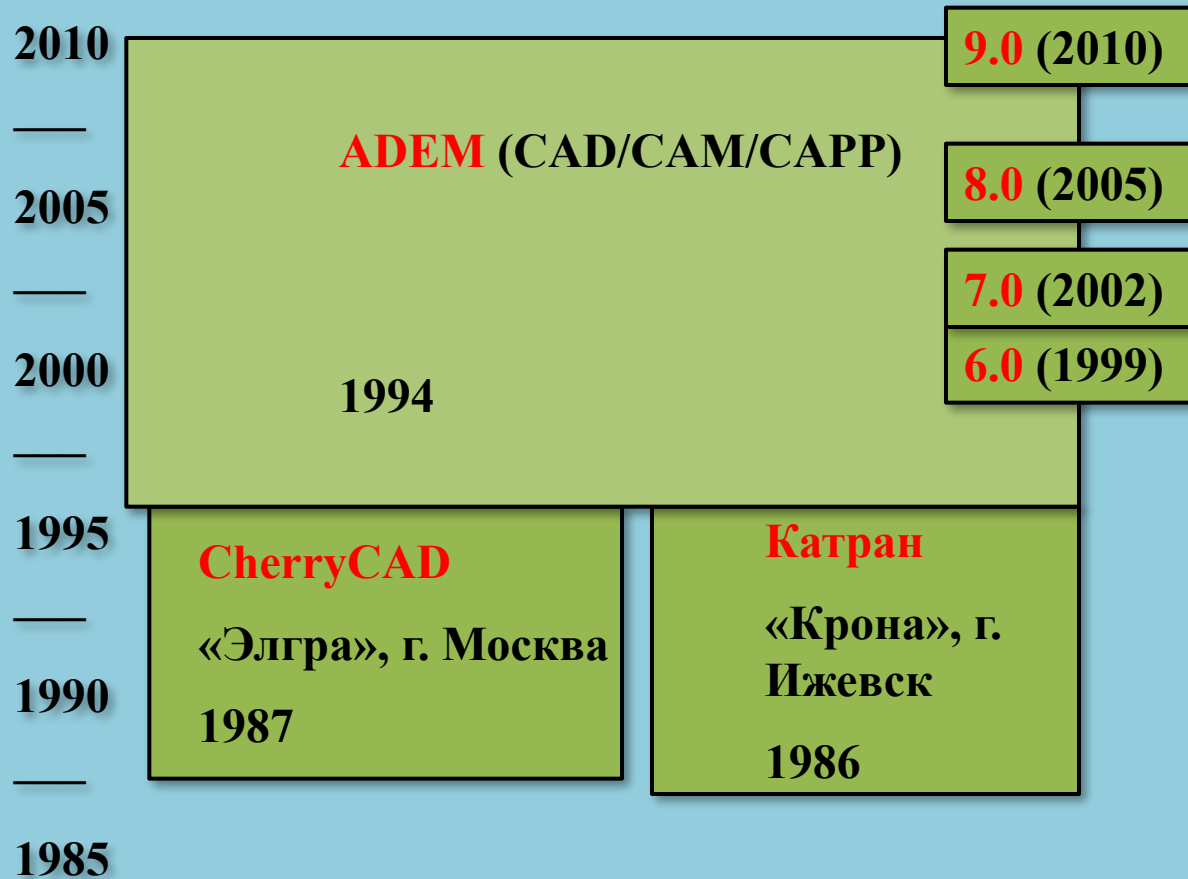 2010
2005
2000
1995
1990
1985
ADEM (CAD/CAM/CAPP)
1994
9.0 (2010)
8.0 (2005)
7.0 (2002)
6.0 (1999)
CherryCAD
«Элгра», г. Москва
1987
Катран
«Крона», г.
Ижевск
1986